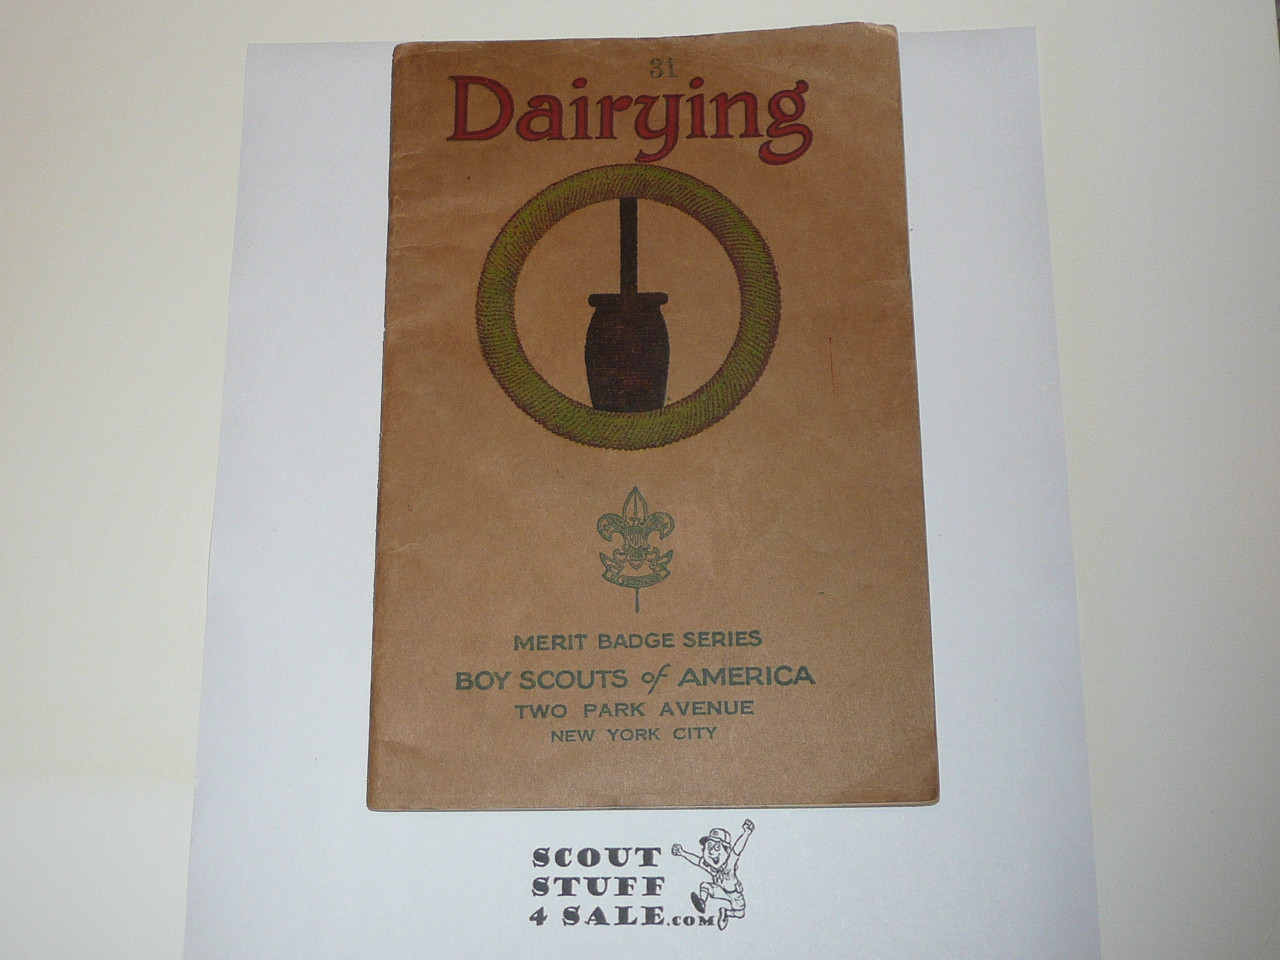 31
Dairying
MERIT BADGE SERIES
BOY SCOUTS of AMERICA
TWO PARK AVENUE
NEW YORK CITY
SCOUT
STUFF
4 SALE.COM